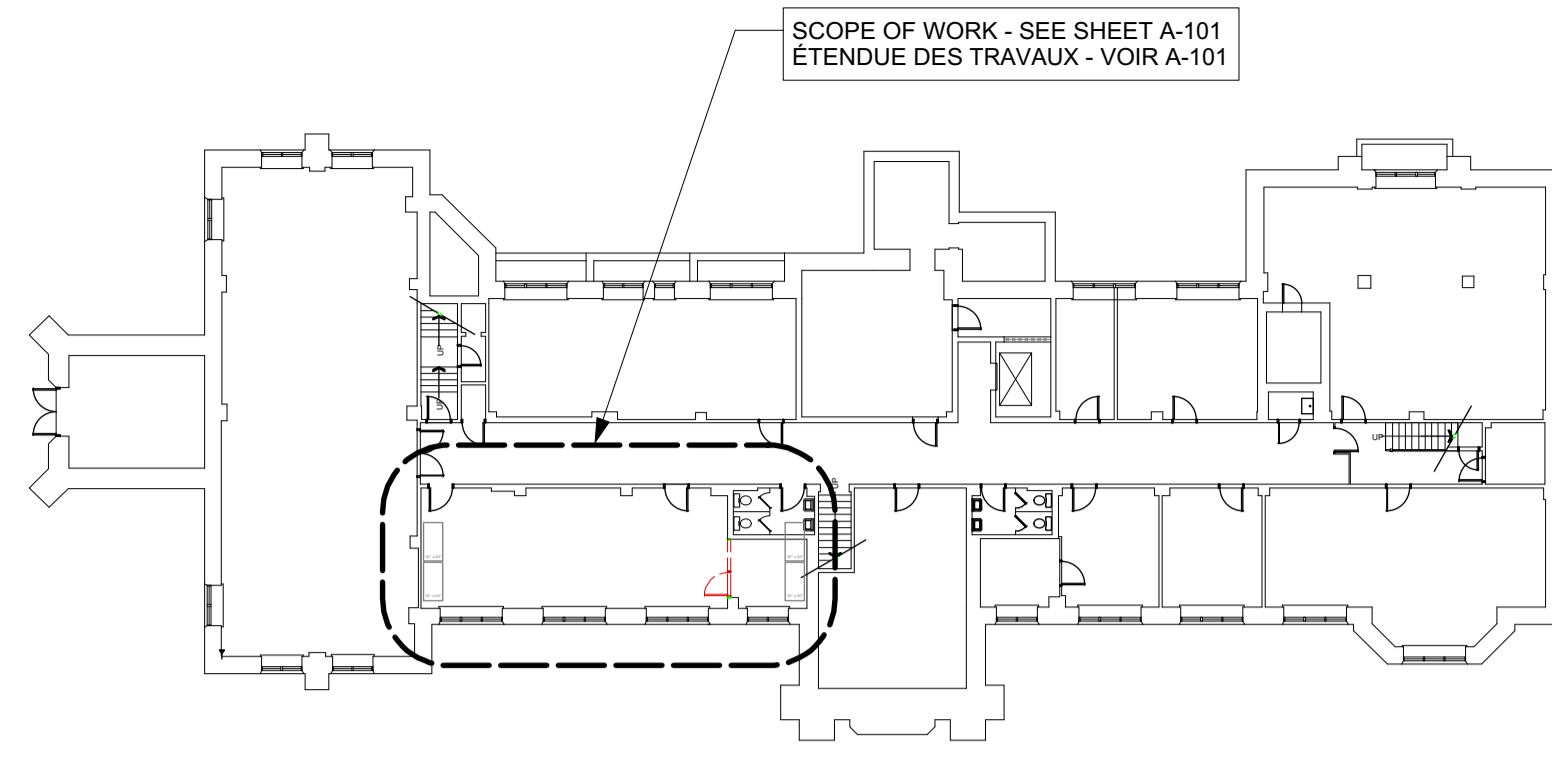 SCOPE OF WORK - SEE SHEET A-101
ÉTENDUE DES TRAVAUX - VOIR A-101
UP
UP
UP
UP